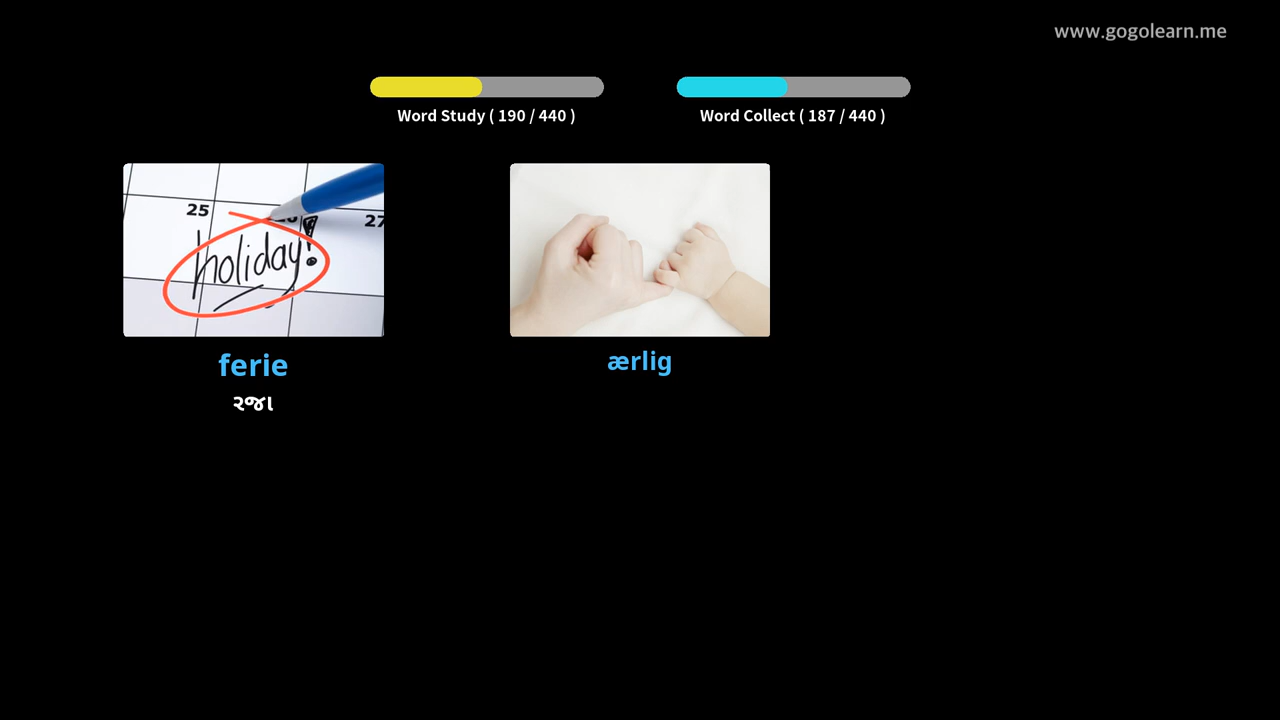 www.gogolearn.me
Word Study ( 190 / 440 )
Word Collect ( 187 / 440 )
25
27
holiday!
ferie
રજા
ærlig